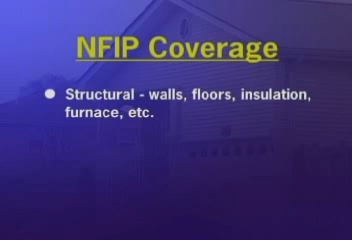 NFIP Coverage
● Structural - walls, floors, insulation,
furnace, etc.